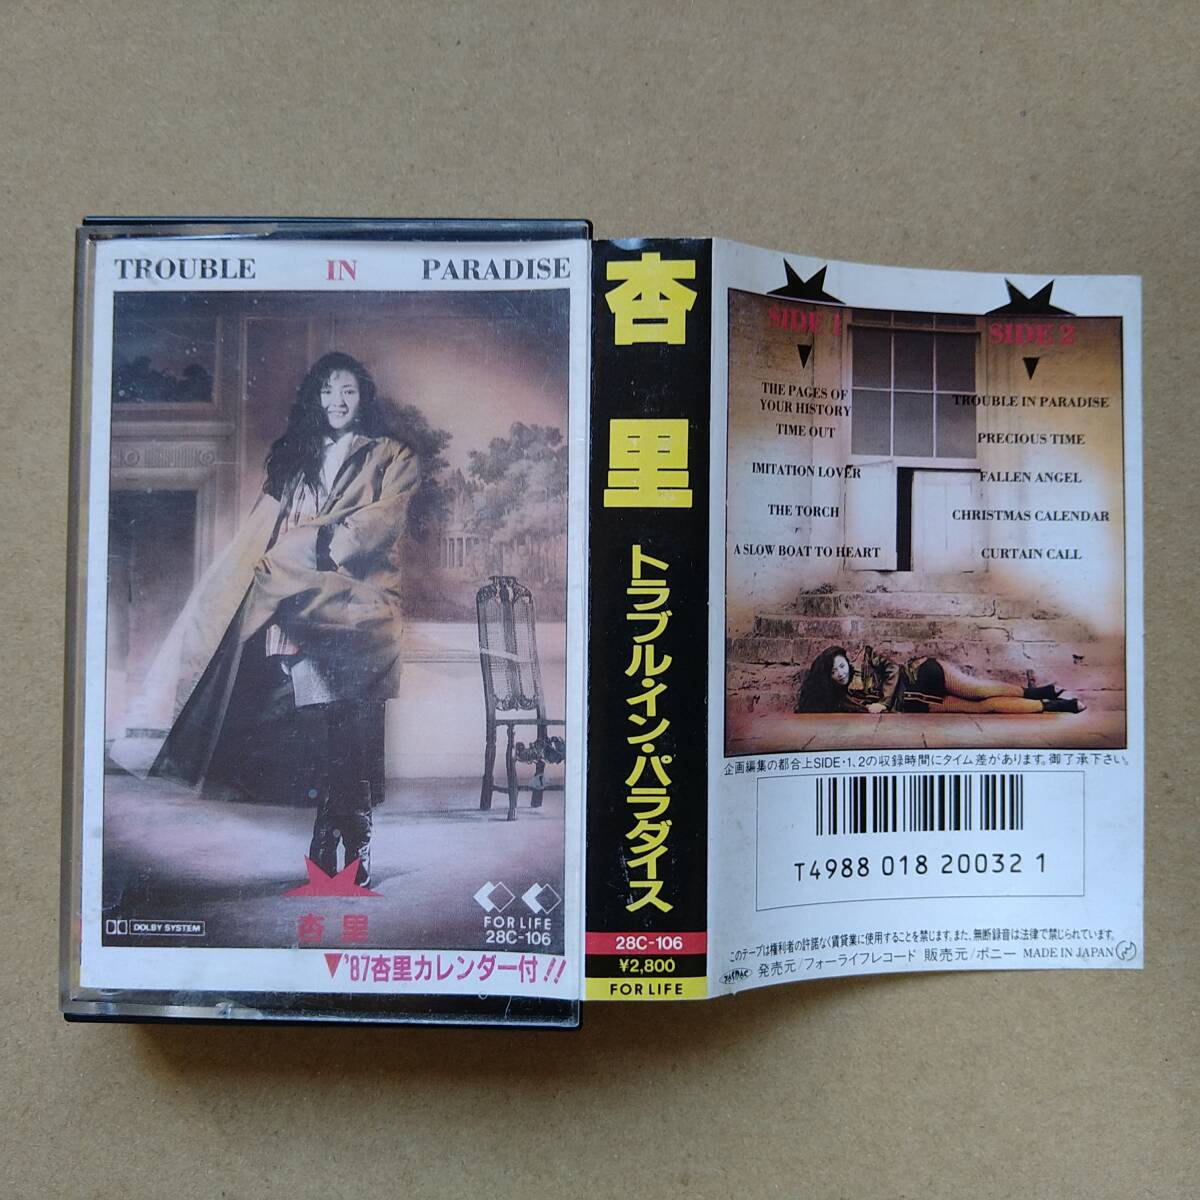 TROUBLE IN PARADISE
DOLBY SYSTEM
杏里
FOR LIFE
28C-106
▼'87杏里カレンダー付!!
杏里
トラブル・イン・パラダイス
28C-106
¥2,800
FOR LIFE
SIDE 1
THE PAGES OF
YOUR HISTORY
TIME OUT
IMITATION LOVER
THE TORCH
A SLOW BOAT TO HEART
SIDE 2
TROUBLE IN PARADISE
PRECIOUS TIME
FALLEN ANGEL
CHRISTMAS CALENDAR
CURTAIN CALL
企画編集の都合上SIDE・1、2の収録時間にタイム差があります。御了承下さい。
T4988 018 20032 1
このテープは権利者の許諾なく賃貸業に使用することを禁じます。また、無断録音は法律で禁じられています。
発売元/フォーライフレコード 販売元/ポニー MADE IN JAPAN